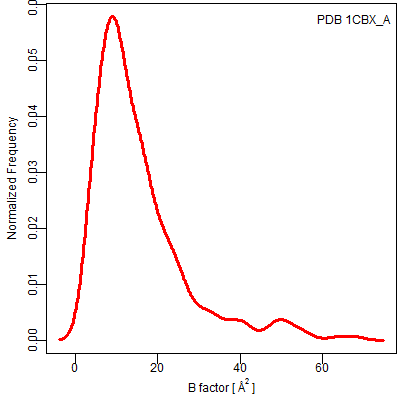 PDB 1CBX_A
Normalized Frequency
0.00 0.01 0.02 0.03 0.04 0.05
0 20 40 60
B factor [ Å² ]